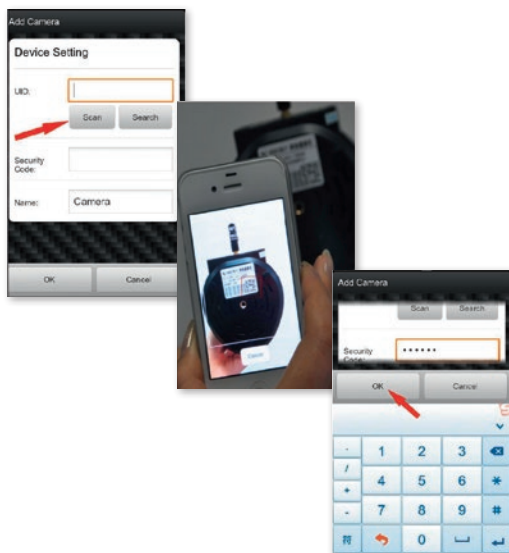 Add Camera
Device Setting
UID:
Scan Search
Security
Code:
Name: Camera
OK Cancel
Cancel
Add Camera
Scan Search
Security
Code:
••••••
OK Cancel
. 1 2 3
/ 4 5 6 *
+
- 7 8 9 #
符 0